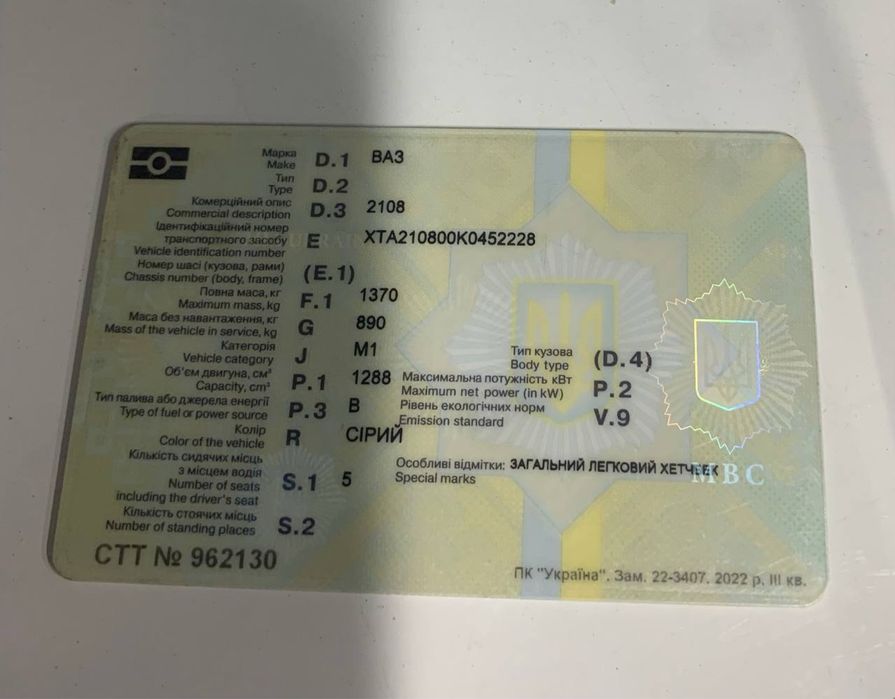 Марка
Make D.1 ВАЗ
Тип
Type D.2
Комерційний опис
Commercial description D.3 2108
Ідентифікаційний номер
транспортного засобу
Vehicle identification number E XTA210800K0452228
Номер шасі (кузова, рами)
Chassis number (body, frame) (E.1)
Повна маса, кг
Maximum mass, kg F.1 1370
Маса без навантаження, кг
Mass of the vehicle in service, kg G 890
Категорія
Vehicle category J M1
Об'єм двигуна, см³
Capacity, cm³ P.1 1288
Тип палива або джерела енергії
Type of fuel or power source P.3 B
Колір
Color of the vehicle R СІРИЙ
Кількість сидячих місць
з місцем водія
Number of seats
including the driver's seat S.1 5
Кількість стоячих місць
Number of standing places S.2
Тип кузова
Body type (D.4)
Максимальна потужність кВт
Maximum net power (in kW) P.2
Рівень екологічних норм
Emission standard V.9
Особливі відмітки: ЗАГАЛЬНИЙ ЛЕГКОВИЙ ХЕТЧБЕК
Special marks
МВС
СТТ № 962130
ПК "Україна". Зам. 22-3407. 2022 р. III кв.